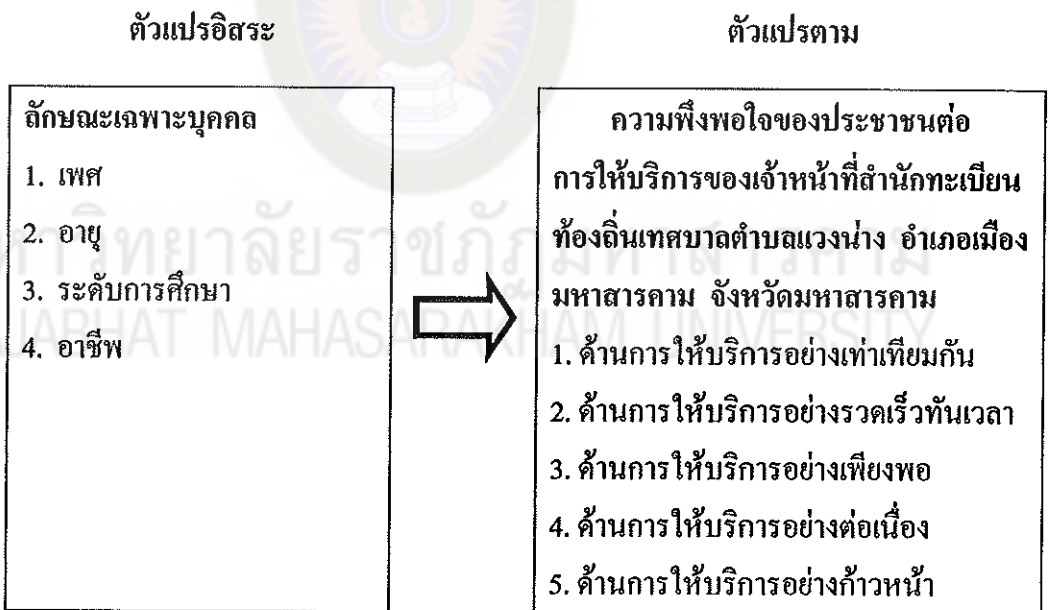 ตัวแปรอิสระ
ตัวแปรตาม
ลักษณะเฉพาะบุคคล
1. เพศ
2. อายุ
3. ระดับการศึกษา
4. อาชีพ
ความพึงพอใจของประชาชนต่อ
การให้บริการของเจ้าหน้าที่สำนักทะเบียน
ท้องถิ่นเทศบาลตำบลแวงน่าง อำเภอเมือง
มหาสารคาม จังหวัดมหาสารคาม
1. ด้านการให้บริการอย่างเท่าเทียมกัน
2. ด้านการให้บริการอย่างรวดเร็วทันเวลา
3. ด้านการให้บริการอย่างเพียงพอ
4. ด้านการให้บริการอย่างต่อเนื่อง
5. ด้านการให้บริการอย่างก้าวหน้า
MAHASARAKHAM UNIVERSITY